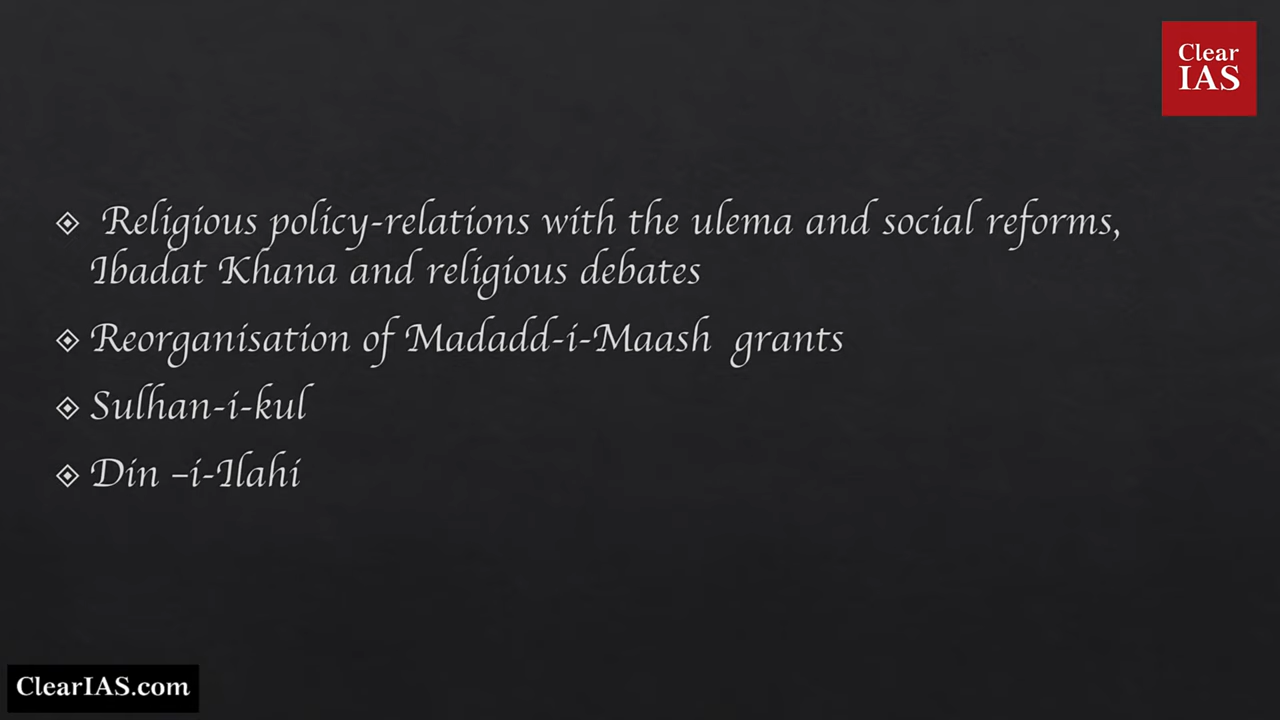 Clear
IAS
Religious policy-relations with the ulema and social reforms,
Ibadat Khana and religious debates
Reorganisation of Madadd-i-Maash grants
Sulhan-i-kul
Din –i-Ilahi
ClearIAS.com